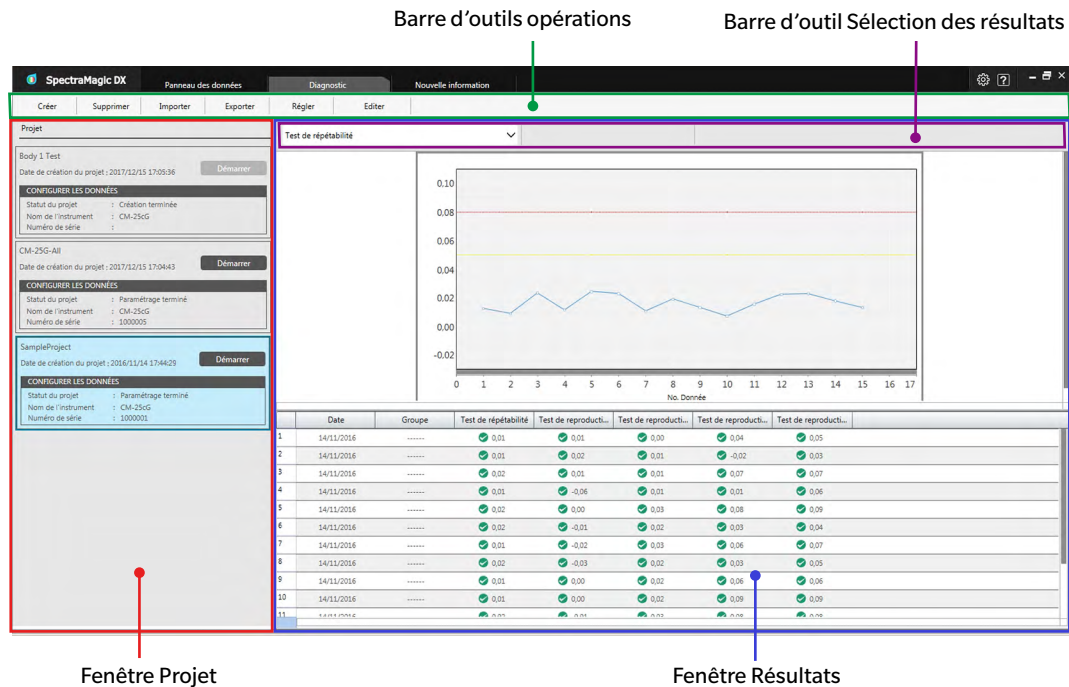 Barre d'outils opérations
Barre d'outil Sélection des résultats
SpectraMagic DX
Panneau des données
Diagnostic
Nouvelle information
Créer
Supprimer
Importer
Exporter
Régler
Editer
Projet
Body 1 Test
Date de création du projet : 2017/12/15 17:05:36
Démarrer
CONFIGURER LES DONNÉES
Statut du projet : Création terminée
Nom de l'instrument : CM-25cG
Numéro de série :
CM-25G-All
Date de création du projet : 2017/12/15 17:04:43
Démarrer
CONFIGURER LES DONNÉES
Statut du projet : Paramétrage terminé
Nom de l'instrument : CM-25cG
Numéro de série : 1000005
SampleProject
Date de création du projet : 2016/11/14 17:44:29
Démarrer
CONFIGURER LES DONNÉES
Statut du projet : Paramétrage terminé
Nom de l'instrument : CM-25cG
Numéro de série : 1000001
Test de répétabilité
0.10
0.08
0.06
0.04
0.02
0.00
-0.02
0 1 2 3 4 5 6 7 8 9 10 11 12 13 14 15 16 17
No. Donnée
Date Groupe Test de répétabilité Test de reproducti... Test de reproducti... Test de reproducti... Test de reproducti...
1 14/11/2016 ------ 0,01 0,01 0,00 0,04 0,05
2 14/11/2016 ------ 0,01 0,02 0,01 -0,02 0,03
3 14/11/2016 ------ 0,02 0,01 0,01 0,07 0,07
4 14/11/2016 ------ 0,01 -0,06 0,01 0,01 0,06
5 14/11/2016 ------ 0,02 0,00 0,03 0,08 0,09
6 14/11/2016 ------ 0,02 -0,01 0,02 0,03 0,04
7 14/11/2016 ------ 0,01 -0,02 0,03 0,06 0,07
8 14/11/2016 ------ 0,02 -0,03 0,02 0,03 0,05
9 14/11/2016 ------ 0,01 0,00 0,02 0,06 0,06
10 14/11/2016 ------ 0,01 0,00 0,02 0,09 0,09
11 14/11/2016
Fenêtre Projet
Fenêtre Résultats